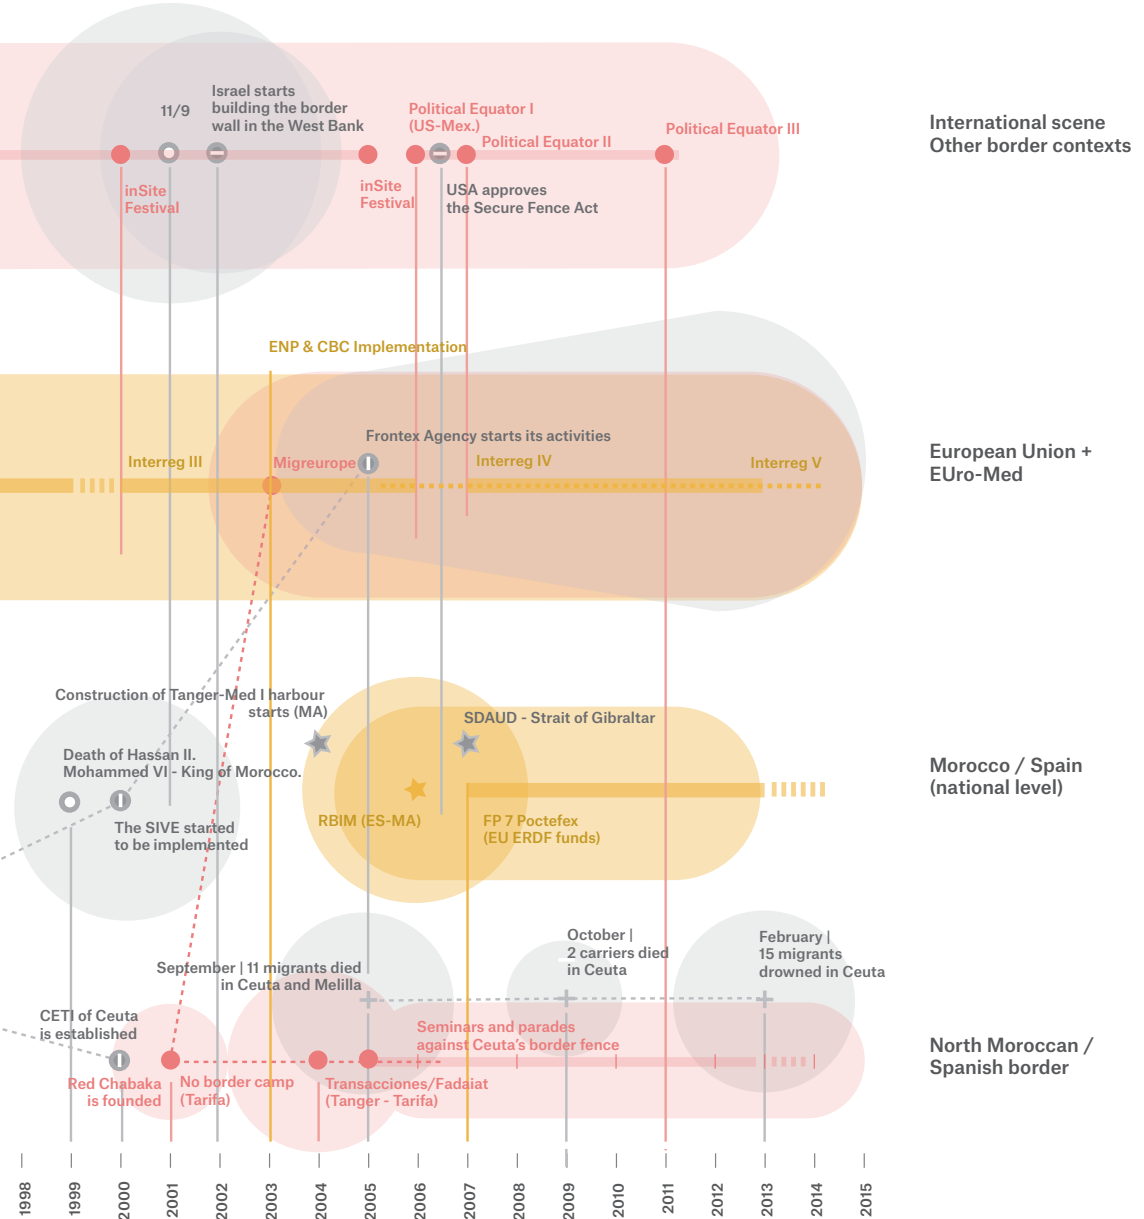 11/9
Israel starts
building the border
wall in the West Bank
Political Equator I
(US-Mex.)
Political Equator II
Political Equator III
International scene
Other border contexts
inSite
Festival
inSite
Festival
USA approves
the Secure Fence Act
ENP & CBC Implementation
Frontex Agency starts its activities
Interreg III
Migreurope
Interreg IV
Interreg V
European Union +
EUro-Med
Construction of Tanger-Med I harbour
starts (MA)
SDAUD - Strait of Gibraltar
Death of Hassan II.
Mohammed VI - King of Morocco.
Morocco / Spain
(national level)
The SIVE started
to be implemented
RBIM (ES-MA)
FP 7 Poctefex
(EU ERDF funds)
September | 11 migrants died
in Ceuta and Melilla
October |
2 carriers died
in Ceuta
February |
15 migrants
drowned in Ceuta
CETI of Ceuta
is established
Seminars and parades
against Ceuta's border fence
North Moroccan /
Spanish border
Red Chabaka
is founded
No border camp
(Tarifa)
Transacciones/Fadaiat
(Tanger - Tarifa)
1998
1999
2000
2001
2002
2003
2004
2005
2006
2007
2008
2009
2010
2011
2012
2013
2014
2015